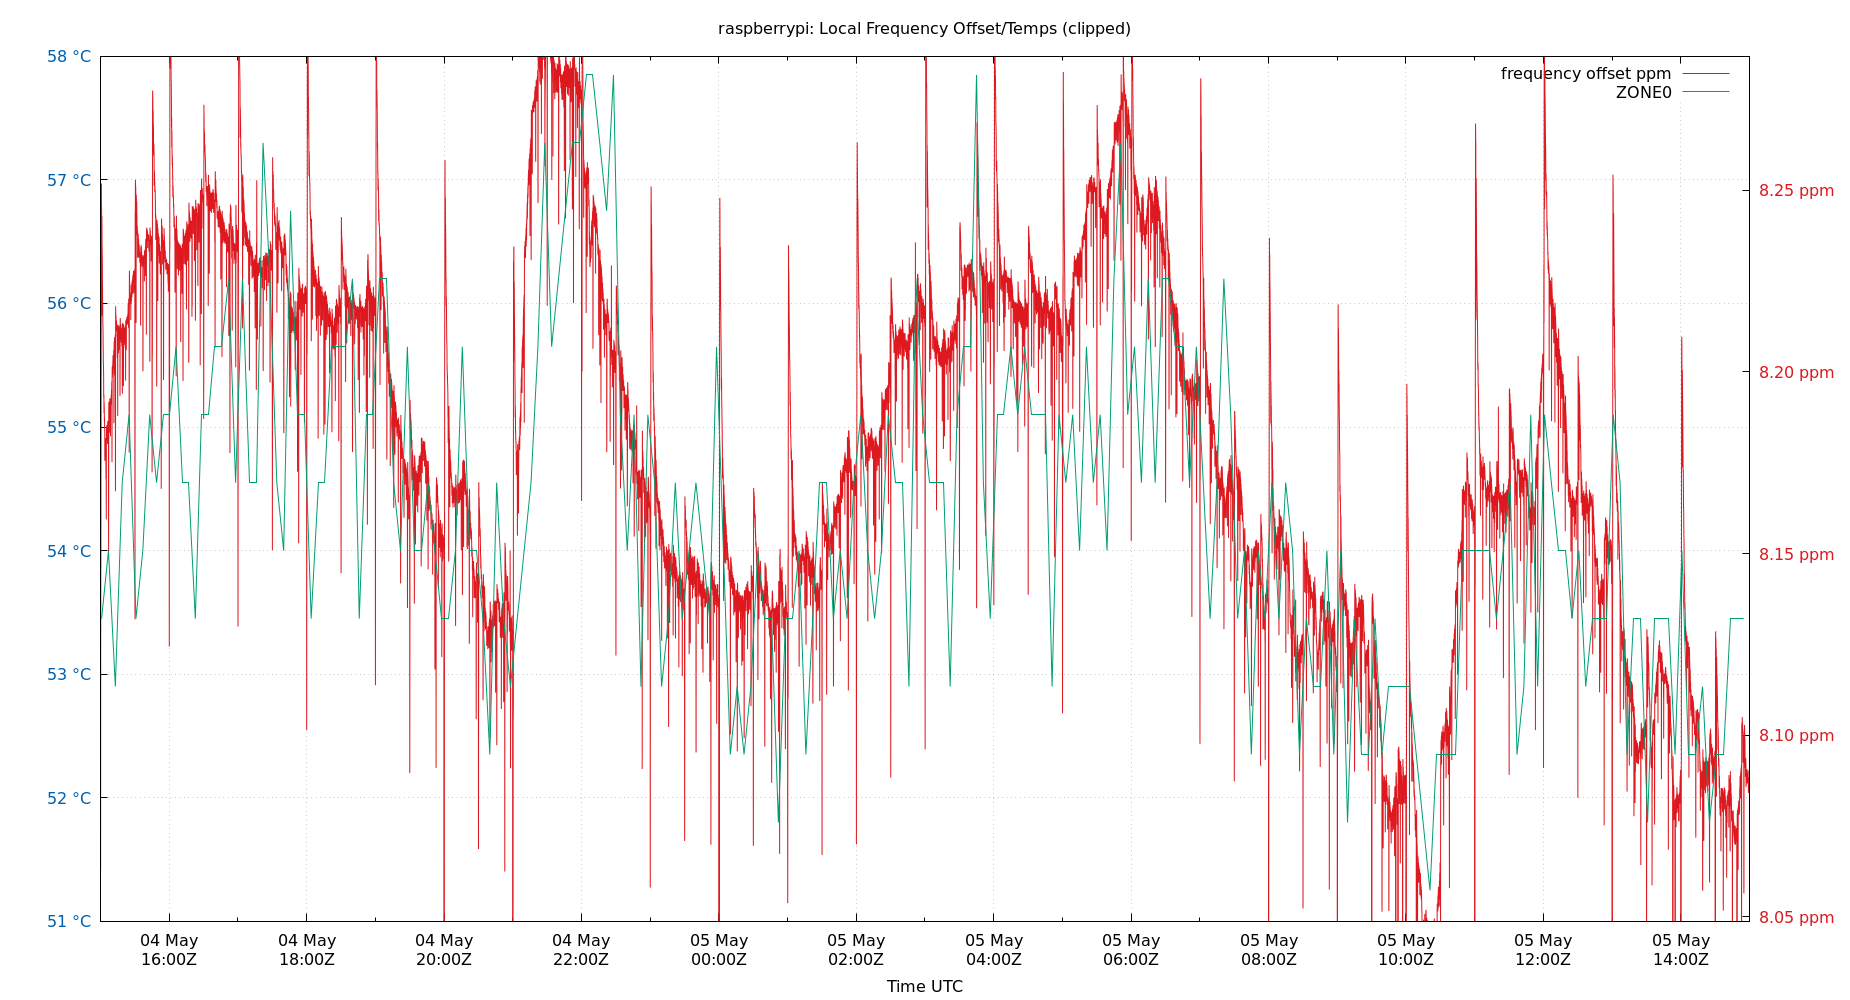 raspberrypi: Local Frequency Offset/Temps (clipped)
58 °C
57 °C
56 °C
55 °C
54 °C
53 °C
52 °C
51 °C
frequency offset ppm
ZONE0
8.25 ppm
8.20 ppm
8.15 ppm
8.10 ppm
8.05 ppm
04 May 04 May 04 May 04 May 05 May 05 May 05 May 05 May 05 May 05 May 05 May 05 May
16:00Z 18:00Z 20:00Z 22:00Z 00:00Z 02:00Z 04:00Z 06:00Z 08:00Z 10:00Z 12:00Z 14:00Z
Time UTC